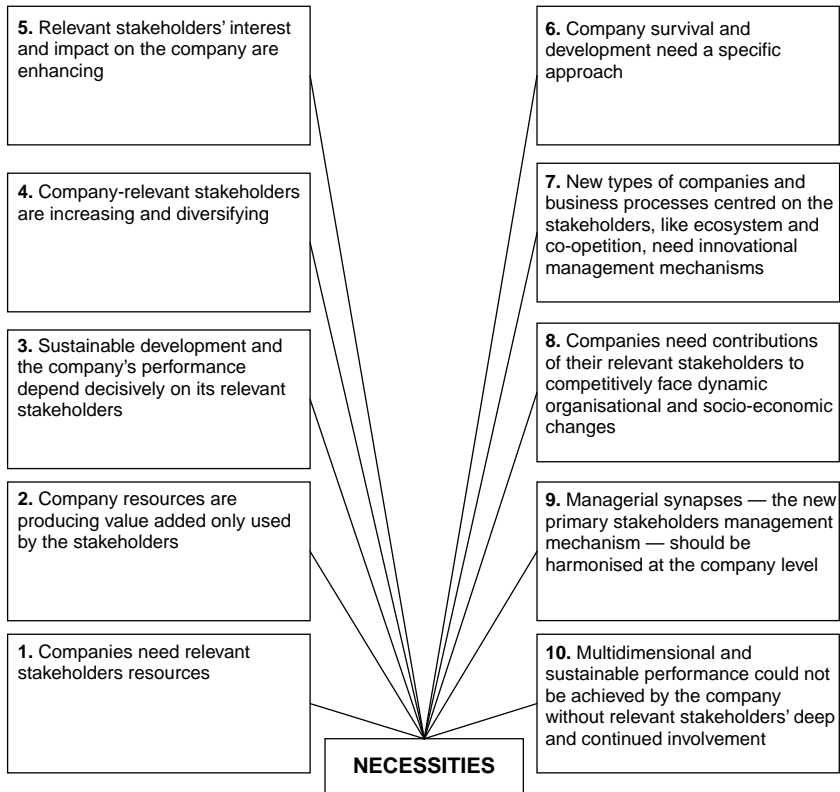 5. Relevant stakeholders’ interest
and impact on the company are
enhancing
4. Company-relevant stakeholders
are increasing and diversifying
3. Sustainable development and
the company’s performance
depend decisively on its relevant
stakeholders
2. Company resources are
producing value added only used
by the stakeholders
1. Companies need relevant
stakeholders resources
6. Company survival and
development need a specific
approach
7. New types of companies and
business processes centred on the
stakeholders, like ecosystem and
co-opetition, need innovational
management mechanisms
8. Companies need contributions
of their relevant stakeholders to
competitively face dynamic
organisational and socio-economic
changes
9. Managerial synapses — the new
primary stakeholders management
mechanism — should be
harmonised at the company level
10. Multidimensional and
sustainable performance could not
be achieved by the company
without relevant stakeholders’ deep
and continued involvement
NECESSITIES